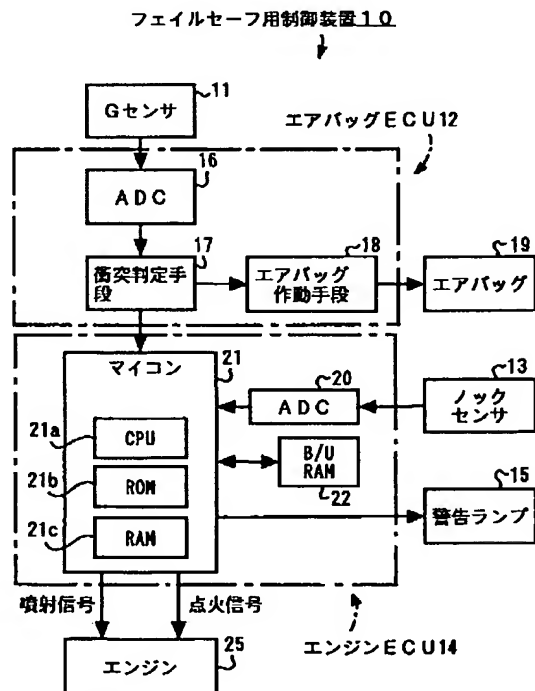 フェイルセーフ用制御装置10
11
Gセンサ
エアバッグECU12
16
ADC
17
衝突判定手段
18
エアバッグ作動手段
19
エアバッグ
21
マイコン
20
ADC
13
ノックセンサ
21a
CPU
B/U RAM
22
21b
ROM
15
警告ランプ
21c
RAM
噴射信号
点火信号
エンジンECU14
25
エンジン